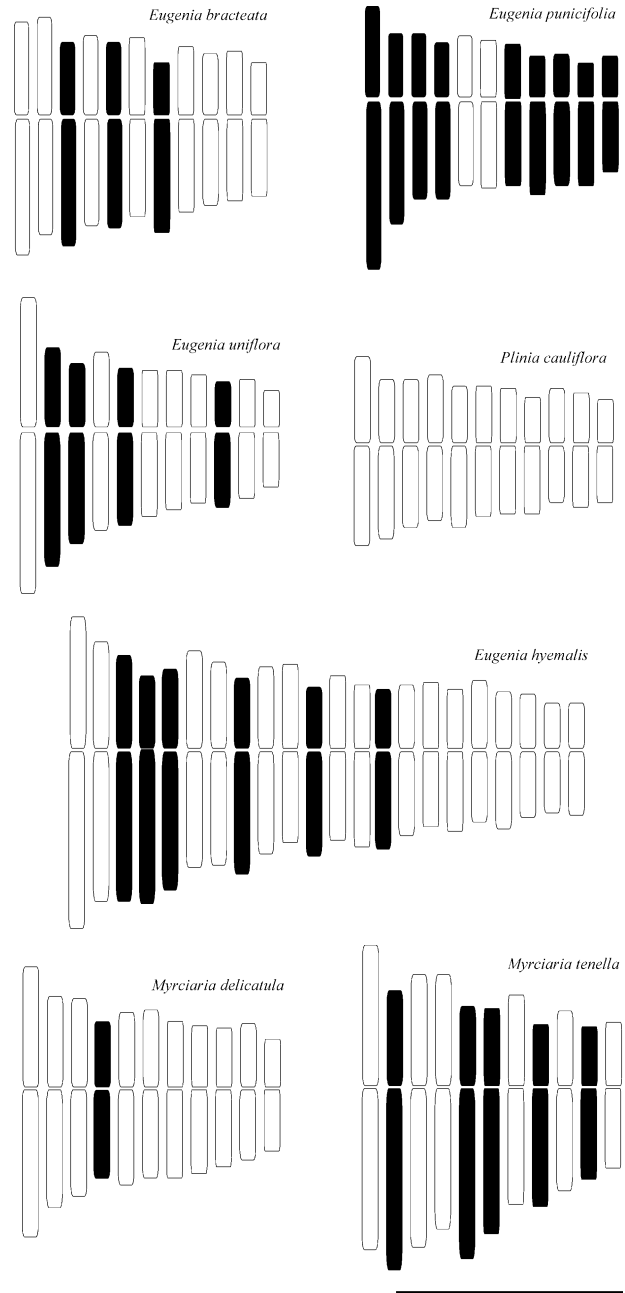 Eugenia bracteata
Eugenia punicifolia
Eugenia uniflora
Plinia cauliflora
Eugenia hyemalis
Myrciaria delicatula
Myrciaria tenella